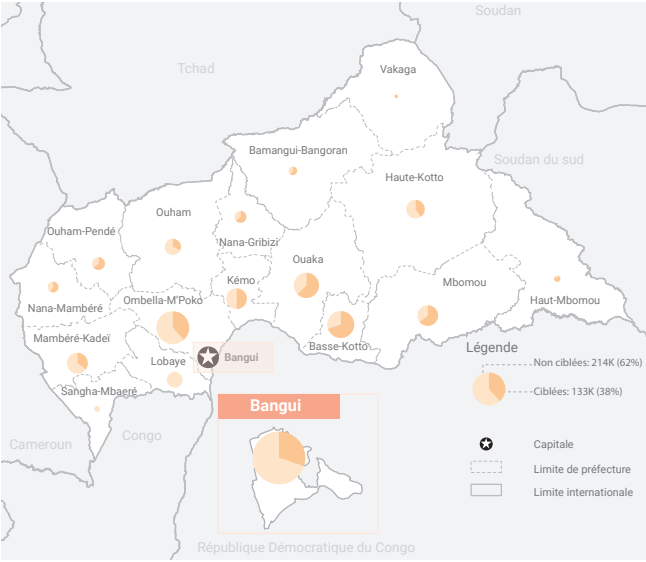 Soudan
Tchad
Vakaga
Bamangui-Bangoran
Soudan du sud
Haute-Kotto
Ouham
Ouham-Pendé
Nana-Gribizi
Ouaka
Kémo
Mbomou
Nana-Mambéré
Ombella-M'Poko
Haut-Mbomou
Mambéré-Kadeï
Basse-Kotto
Lobaye
Bangui
Sangha-Mbaeré
Bangui
Cameroun
Congo
République Démocratique du Congo
Légende
Non ciblées: 214K (62%)
Ciblées: 133K (38%)
Capitale
Limite de préfecture
Limite internationale